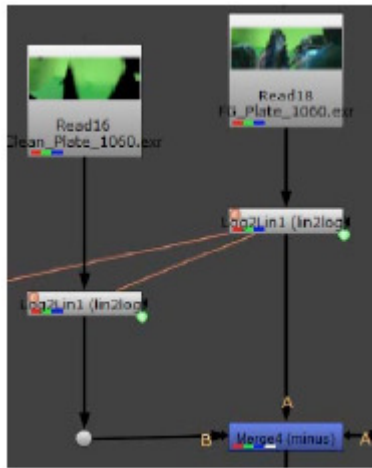 Read18
FG_Plate_1060.exr
Read16
Clean_Plate_1060.exr
Log2Lin1 (lin2log
Log2Lin1 (lin2log
A
B
Merge4 (minus)
A